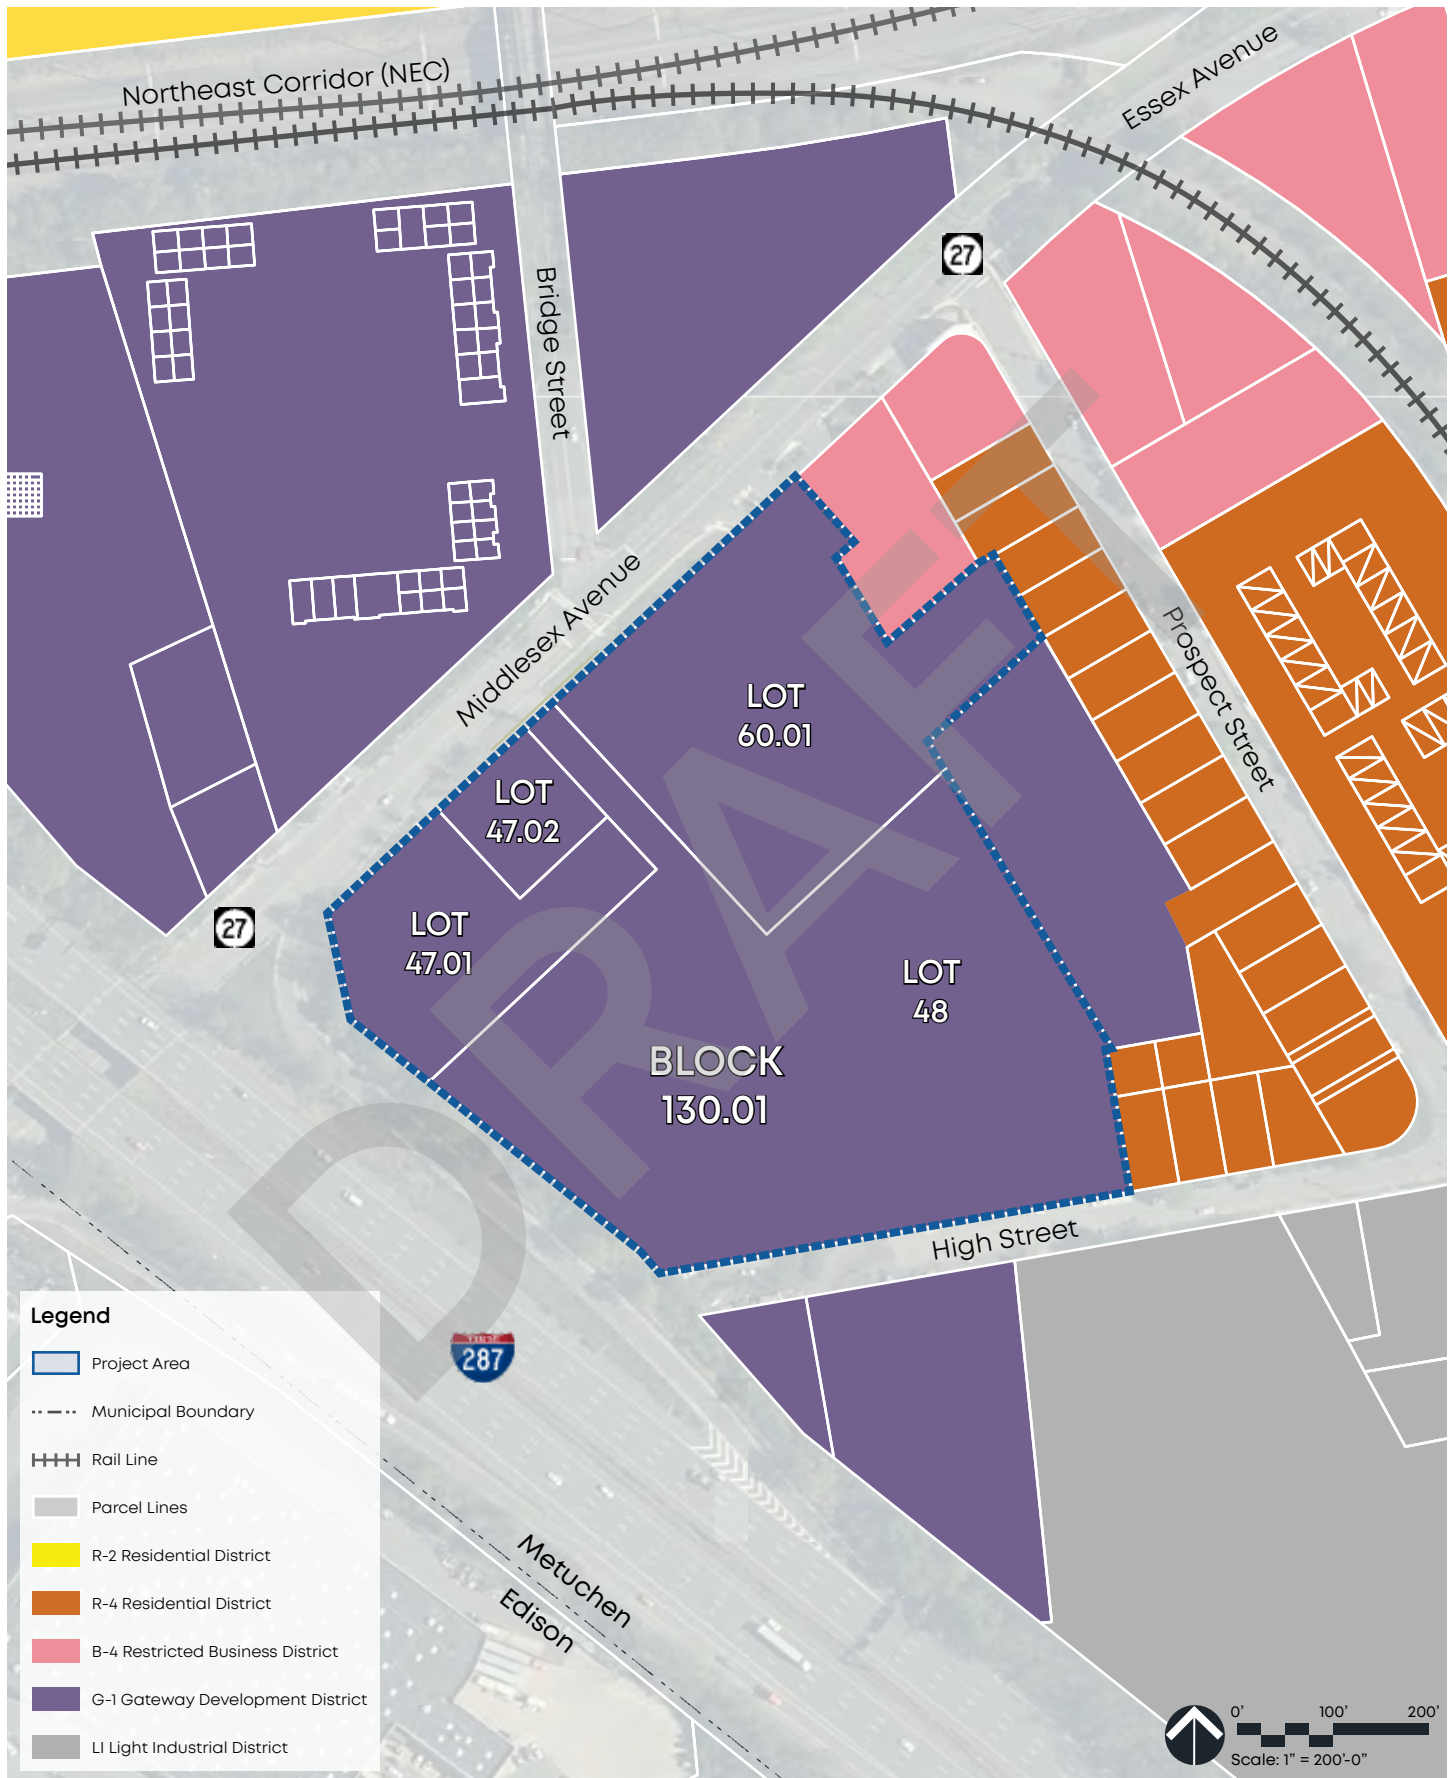 Northeast Corridor (NEC)
Essex Avenue
27
Bridge Street
Middlesex Avenue
Prospect Street
LOT
60.01
LOT
47.02
LOT
47.01
27
LOT
48
BLOCK
130.01
DRAFT
High Street
287
Metuchen
Edison
Legend
Project Area
Municipal Boundary
Rail Line
Parcel Lines
R-2 Residential District
R-4 Residential District
B-4 Restricted Business District
G-1 Gateway Development District
LI Light Industrial District
0' 100' 200'
Scale: 1" = 200'-0"